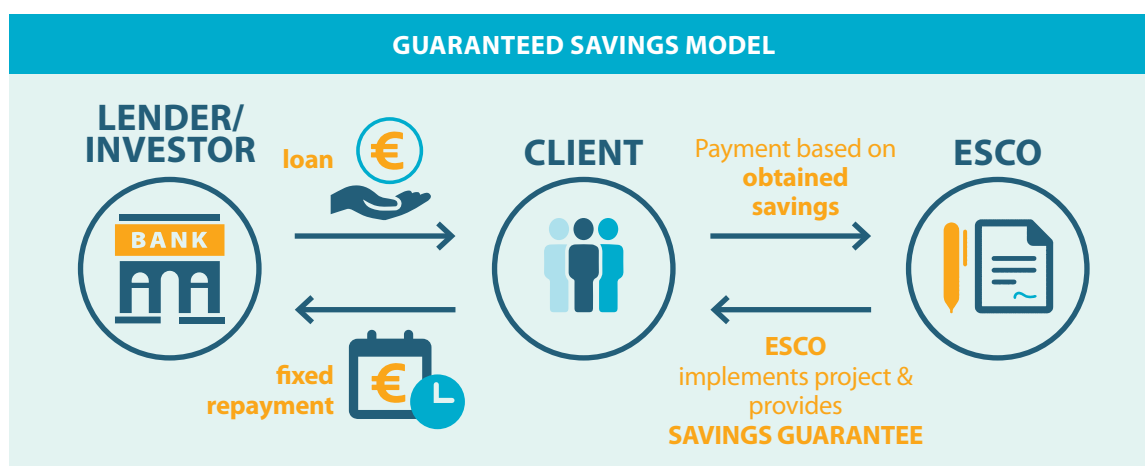 GUARANTEED SAVINGS MODEL
LENDER/
INVESTOR
loan
€
BANK
fixed
repayment
€
CLIENT
Payment based on
obtained
savings
ESCO
implements project &
provides
SAVINGS GUARANTEE
ESCO